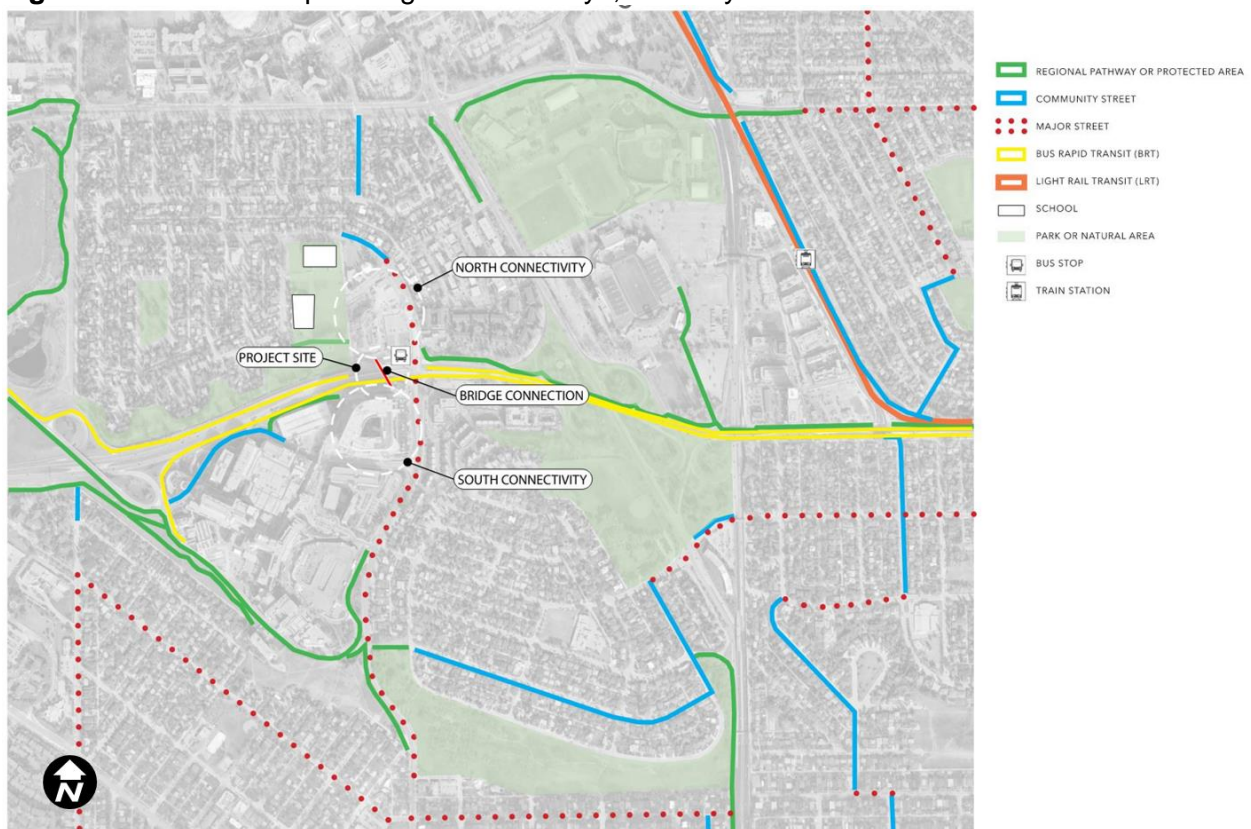 REGIONAL PATHWAY OR PROTECTED AREA
COMMUNITY STREET
MAJOR STREET
BUS RAPID TRANSIT (BRT)
LIGHT RAIL TRANSIT (LRT)
SCHOOL
PARK OR NATURAL AREA
BUS STOP
TRAIN STATION
NORTH CONNECTIVITY
PROJECT SITE
BRIDGE CONNECTION
SOUTH CONNECTIVITY
N